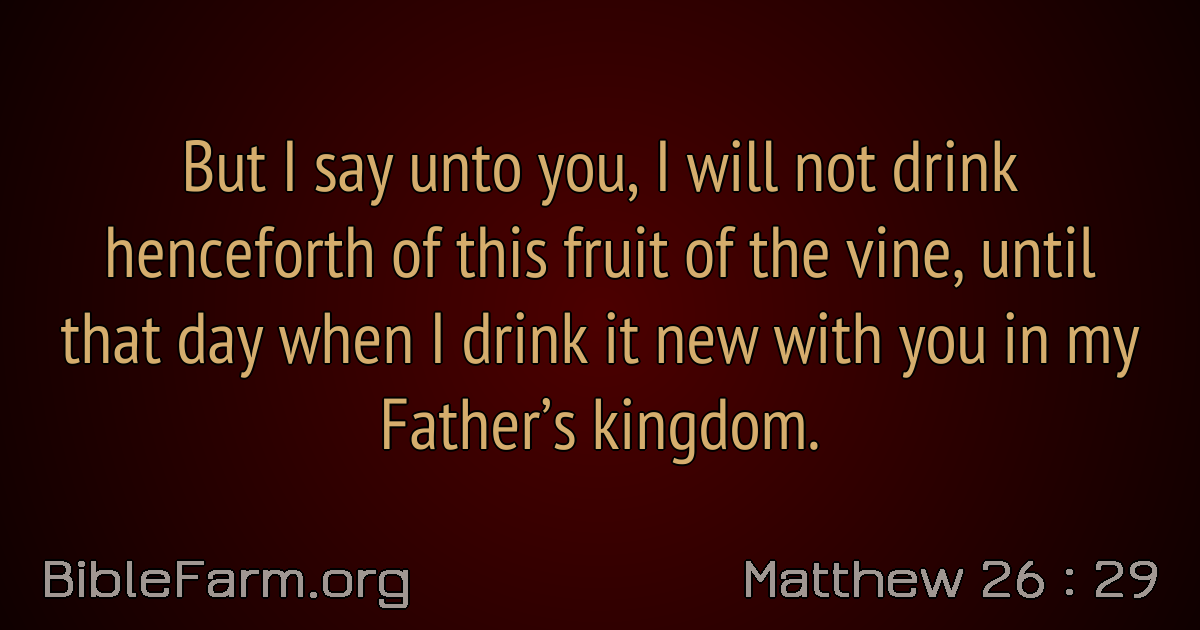 But I say unto you, I will not drink
henceforth of this fruit of the vine, until
that day when I drink it new with you in my
Father’s kingdom.
BibleFarm.org
Matthew 26 : 29